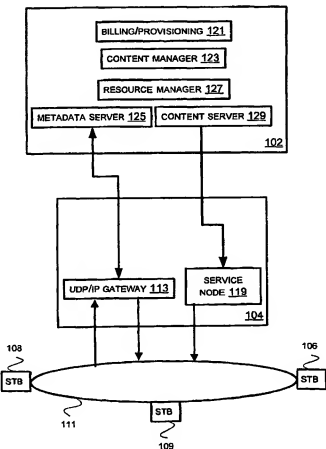 BILLING/PROVISIONING 121
CONTENT MANAGER 123
RESOURCE MANAGER 127
METADATA SERVER 125 CONTENT SERVER 129
102
UDP/IP GATEWAY 113
SERVICE
NODE 119
104
108
106
STB
STB
STB
111
109